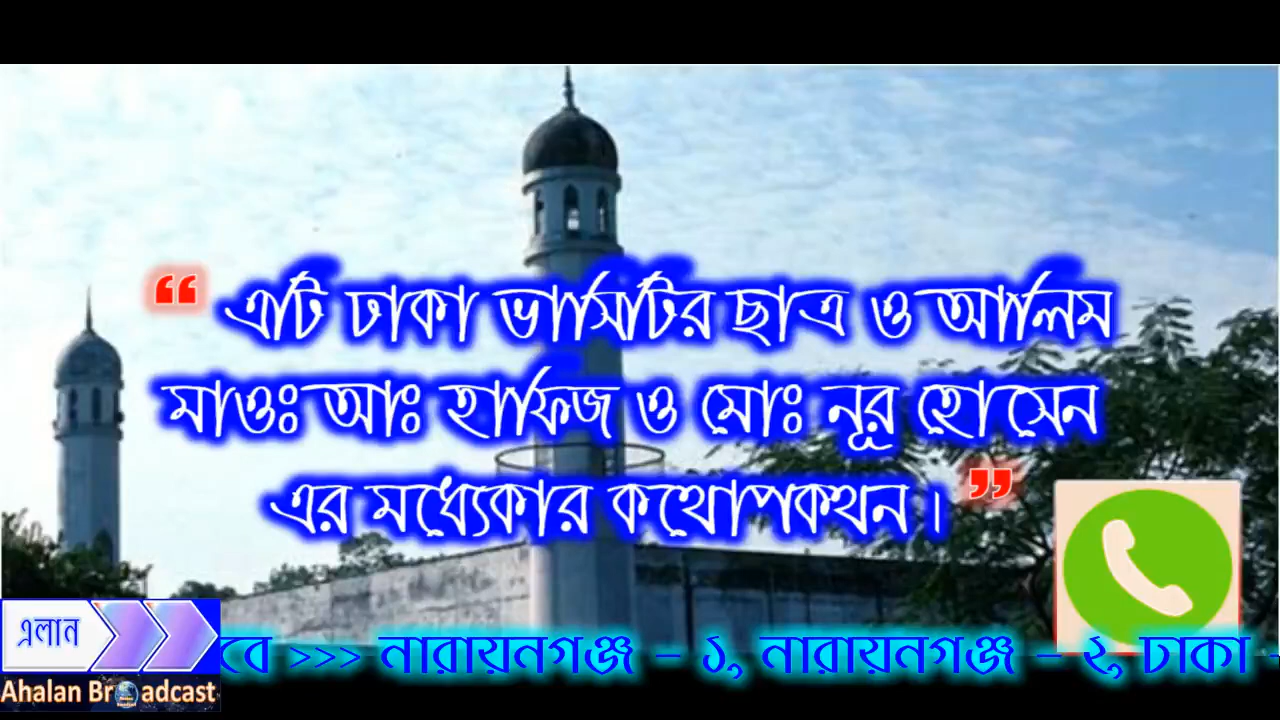 “ এটি ঢাকা ভার্সিটির ছাত্র ও আলিম
মাওঃ আঃ হাফিজ ও মোঃ নূর হোসেন
এর মধ্যেকার কথোপকথন। ”
এলান
বে >>> নারায়নগঞ্জ - ১, নারায়নগঞ্জ - ২, ঢাকা -
Ahalan Broadcast